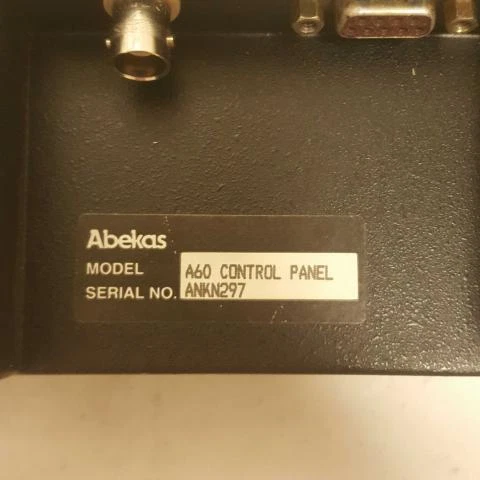 Abekas
MODEL A60 CONTROL PANEL
SERIAL NO. ANKN297